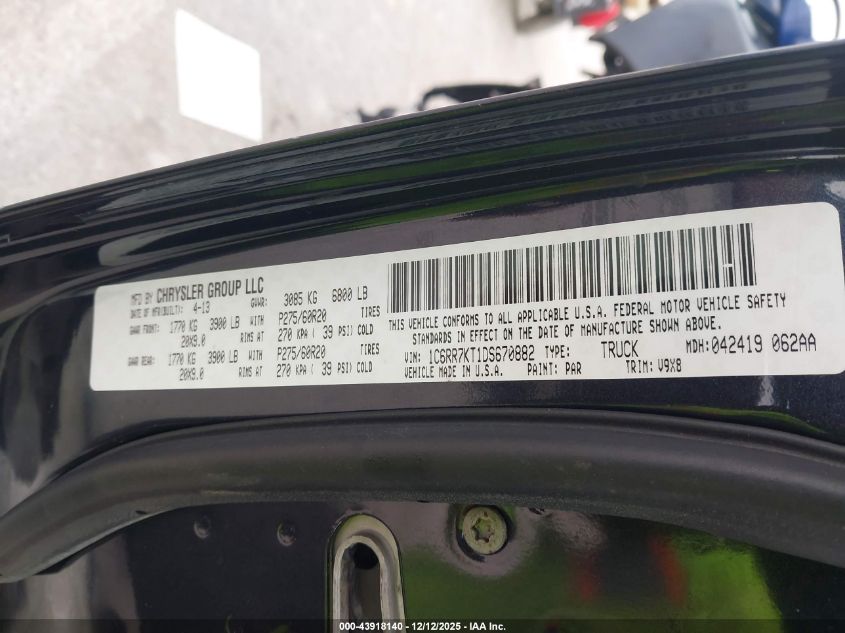 MFD BY CHRYSLER GROUP LLC
DATE OF MFR(BUILT): 4-13 GVWR: 3085 KG 6800 LB
GAWR FRONT: 1770 KG 3900 LB WITH P275/60R20 TIRES
20X9.0 RIMS AT 270 KPA ( 39 PSI) COLD
GAWR REAR: 1770 KG 3900 LB WITH P275/60R20 TIRES
20X9.0 RIMS AT 270 KPA ( 39 PSI) COLD
THIS VEHICLE CONFORMS TO ALL APPLICABLE U.S.A. FEDERAL MOTOR VEHICLE SAFETY
STANDARDS IN EFFECT ON THE DATE OF MANUFACTURE SHOWN ABOVE.
VIN: 1C6RR7KT1DS670882 TYPE: TRUCK MDH:042419 062AA
VEHICLE MADE IN U.S.A. PAINT: PAR TRIM: V9X8
000-43918140 - 12/12/2025 - IAA Inc.